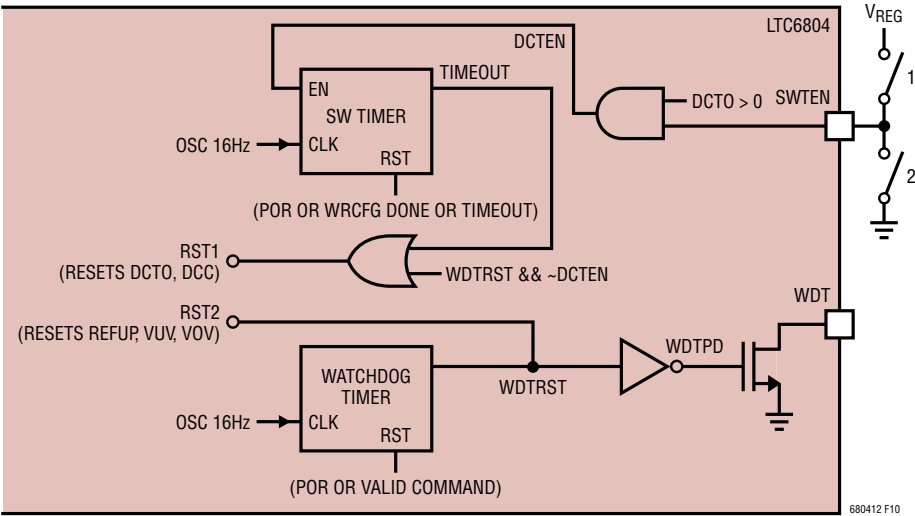 LTC6804
VREG
DCTEN
TIMEOUT
EN
SW TIMER
OSC 16Hz
CLK
RST
DCTO > 0
SWTEN
1
2
(POR OR WRCFG DONE OR TIMEOUT)
RST1
(RESETS DCTO, DCC)
WDTRST && ~DCTEN
RST2
(RESETS REFUP, VUV, VOV)
WDT
WATCHDOG
TIMER
WDTRST
WDTPD
OSC 16Hz
CLK
RST
(POR OR VALID COMMAND)
680412 F10